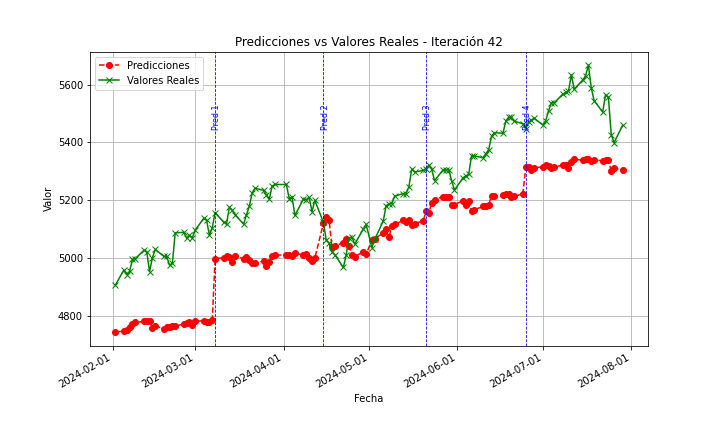 Predicciones vs Valores Reales - Iteración 42
Predicciones
Valores Reales
Valor
5600
5400
5200
5000
4800
Pred 1
Pred 2
Pred 3
Pred 4
2024-02-01
2024-03-01
2024-04-01
2024-05-01
2024-06-01
2024-07-01
2024-08-01
Fecha